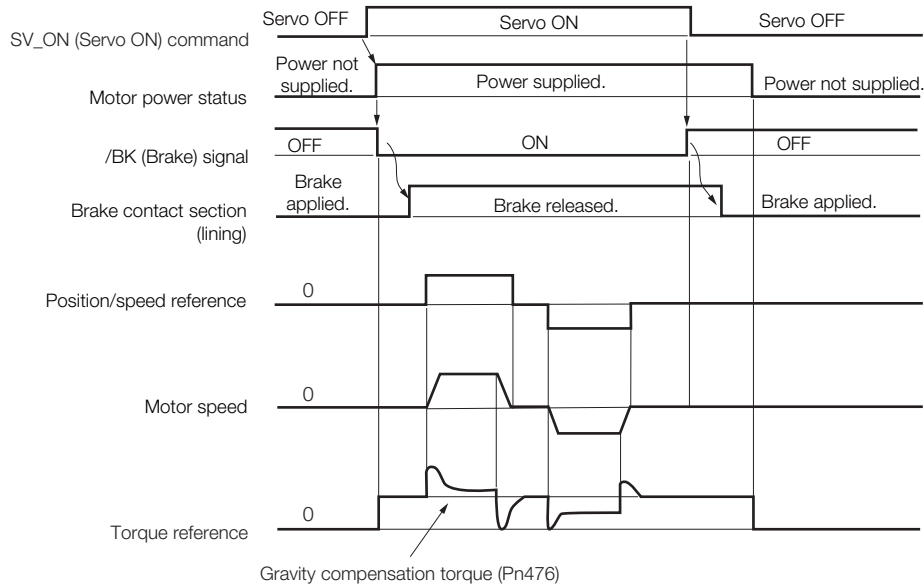 Servo OFF
Servo ON
Servo OFF
SV_ON (Servo ON) command
Power not
supplied.
Power supplied.
Power not supplied.
Motor power status
OFF
ON
OFF
/BK (Brake) signal
Brake
applied.
Brake released.
Brake applied.
Brake contact section
(lining)
Position/speed reference
0
Motor speed
0
Torque reference
0
Gravity compensation torque (Pn476)